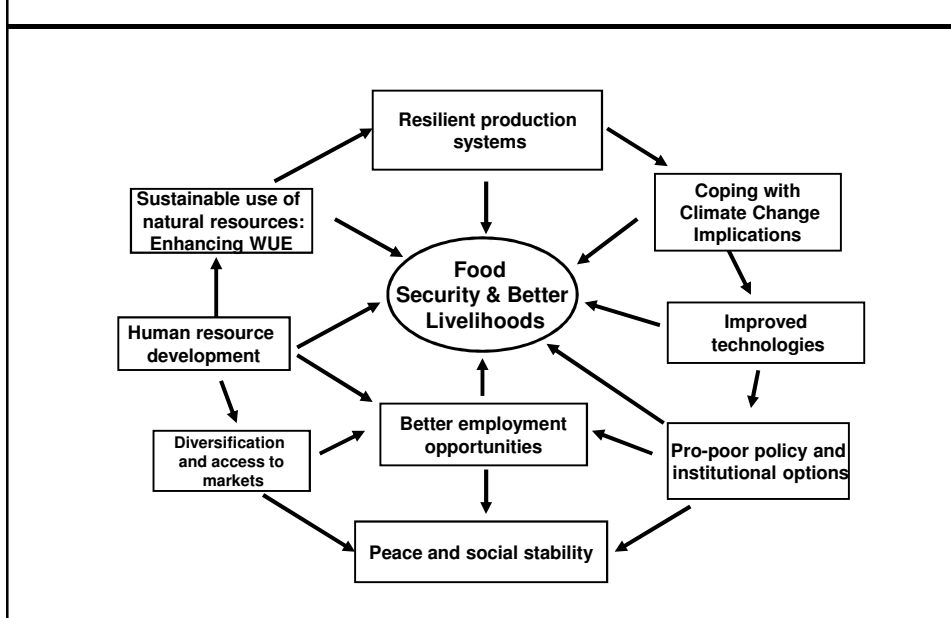 Resilient production
systems
Sustainable use of
natural resources:
Enhancing WUE
Coping with
Climate Change
Implications
Food
Security & Better
Livelihoods
Human resource
development
Improved
technologies
Diversification
and access to
markets
Better employment
opportunities
Pro-poor policy and
institutional options
Peace and social stability